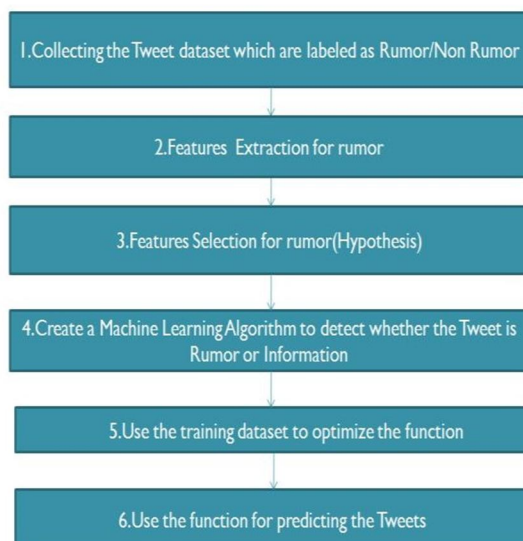 1.Collecting the Tweet dataset which are labeled as Rumor/Non Rumor
2.Features Extraction for rumor
3.Features Selection for rumor(Hypothesis)
4.Create a Machine Learning Algorithm to detect whether the Tweet is
Rumor or Information
5.Use the training dataset to optimize the function
6.Use the function for predicting the Tweets